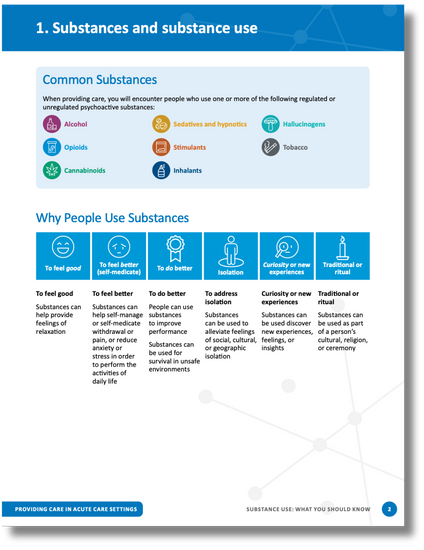 1. Substances and substance use
Common Substances
When providing care, you will encounter people who use one or more of the following regulated or
unregulated psychoactive substances:
Alcohol
Sedatives and hypnotics
Hallucinogens
Opioids
Stimulants
Tobacco
Cannabinoids
Inhalants
Why People Use Substances
To feel good
To feel better
(self-medicate)
To do better
Isolation
Curiosity or new
experiences
Traditional or
ritual
To feel good
Substances can
help provide
feelings of
relaxation
To feel better
Substances can
help self-manage
or self-medicate
withdrawal or
pain, or reduce
anxiety or
stress in order
to perform the
activities of
daily life
To do better
People can use
substances
to improve
performance
Substances can
be used for
survival in unsafe
environments
To address
isolation
Substances
can be used to
alleviate feelings
of social, cultural,
or geographic
isolation
Curiosity or new
experiences
Substances can
be used discover
new experiences,
feelings, or
insights
Traditional or
ritual
Substances can
be used as part
of a person's
cultural, religion,
or ceremony
PROVIDING CARE IN ACUTE CARE SETTINGS
SUBSTANCE USE: WHAT YOU SHOULD KNOW
2